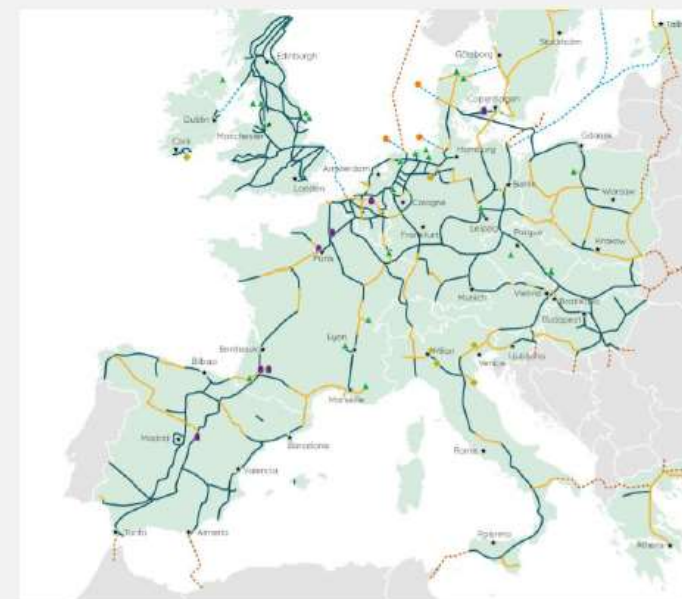 Edinburgh
Göteborg
Stockholm
Dublin
Copenhagen
Cork
Manchester
Gdansk
Hamburg
Amsterdam
London
Berlin
Warsaw
Cologne
Leipzig
Frankfurt
Prague
Krakow
Paris
Munich
Vienna
Bratislava
Budapest
Bordeaux
Lyon
Milan
Ljubljana
Venice
Bilbao
Marseille
Madrid
Barcelona
Rome
Valencia
Tarifa
Almeria
Palermo
Athens